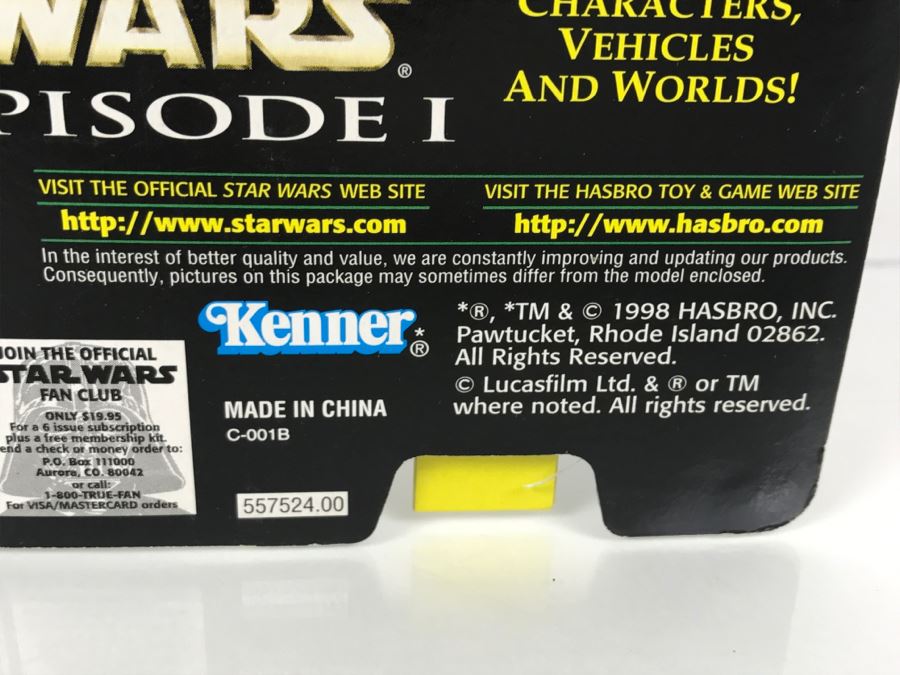 WARS®
EPISODE I
CHARACTERS,
VEHICLES
AND WORLDS!
VISIT THE OFFICIAL STAR WARS WEB SITE
http://www.starwars.com
VISIT THE HASBRO TOY & GAME WEB SITE
http://www.hasbro.com
In the interest of better quality and value, we are constantly improving and updating our products.
Consequently, pictures on this package may sometimes differ from the model enclosed.
JOIN THE OFFICIAL
STAR WARS
FAN CLUB
ONLY $19.95
For a 6 issue subscription
plus a free membership kit.
end a check or money order to:
P.O. Box 111000
Aurora, CO. 80042
or call:
1-800-TRUE-FAN
For VISA/MASTERCARD orders
Kenner*®
MADE IN CHINA
C-001B
557524.00
*®, *TM & © 1998 HASBRO, INC.
Pawtucket, Rhode Island 02862.
All Rights Reserved.
© Lucasfilm Ltd. & ® or TM
where noted. All rights reserved.